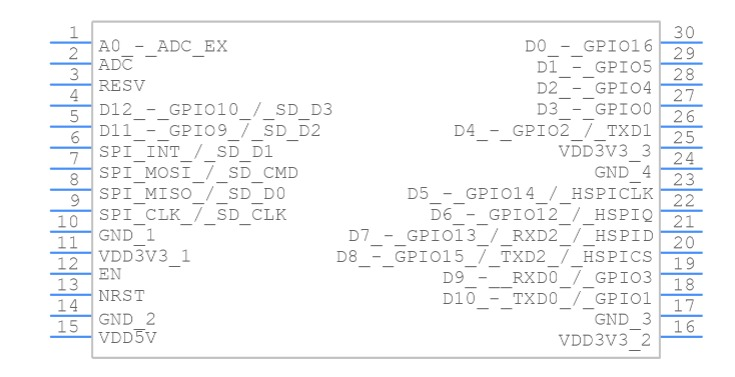 1 A0_-_ADC_EX D0_-_GPIO16 30
2 ADC D1_-_GPIO5 29
3 RESV D2_-_GPIO4 28
4 D12_-_GPIO10_/_SD_D3 D3_-_GPIO0 27
5 D11_-_GPIO9_/_SD_D2 D4_-_GPIO2_/_TXD1 26
6 SPI_INT_/_SD_D1 VDD3V3_3 25
7 SPI_MOSI_/_SD_CMD GND_4 24
8 SPI_MISO_/_SD_D0 D5_-_GPIO14_/_HSPICLK 23
9 SPI_CLK_/_SD_CLK D6_-_GPIO12_/_HSPIQ 22
10 GND_1 D7_-_GPIO13_/_RXD2_/_HSPID 21
11 VDD3V3_1 D8_-_GPIO15_/_TXD2_/_HSPICS 20
12 EN D9_-__RXD0_/_GPIO3 19
13 NRST D10_-_TXD0_/_GPIO1 18
14 GND_2 GND_3 17
15 VDD5V VDD3V3_2 16